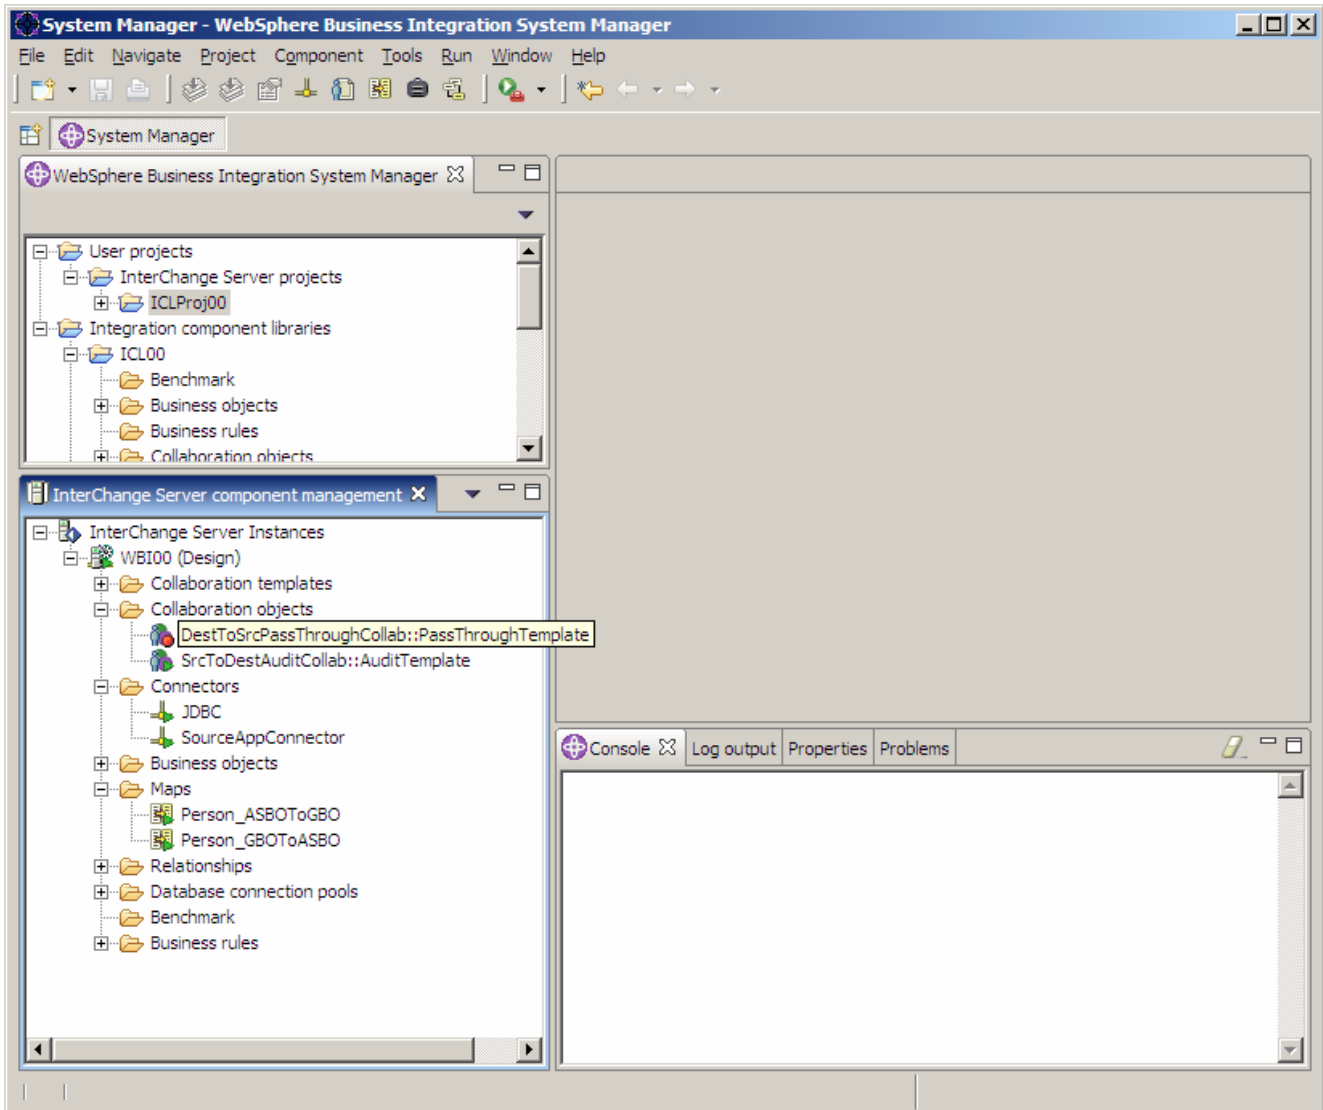 System Manager - WebSphere Business Integration System Manager
File Edit Navigate Project Component Tools Run Window Help
System Manager
WebSphere Business Integration System Manager
User projects
InterChange Server projects
ICLProj00
Integration component libraries
ICL00
Benchmark
Business objects
Business rules
Collaboration objects
InterChange Server component management
InterChange Server Instances
WBI00 (Design)
Collaboration templates
Collaboration objects
DestToSrcPassThroughCollab::PassThroughTemplate
SrcToDestAuditCollab::AuditTemplate
Connectors
JDBC
SourceAppConnector
Business objects
Maps
Person_ASBOToGBO
Person_GBOToASBO
Relationships
Database connection pools
Benchmark
Business rules
Console Log output Properties Problems